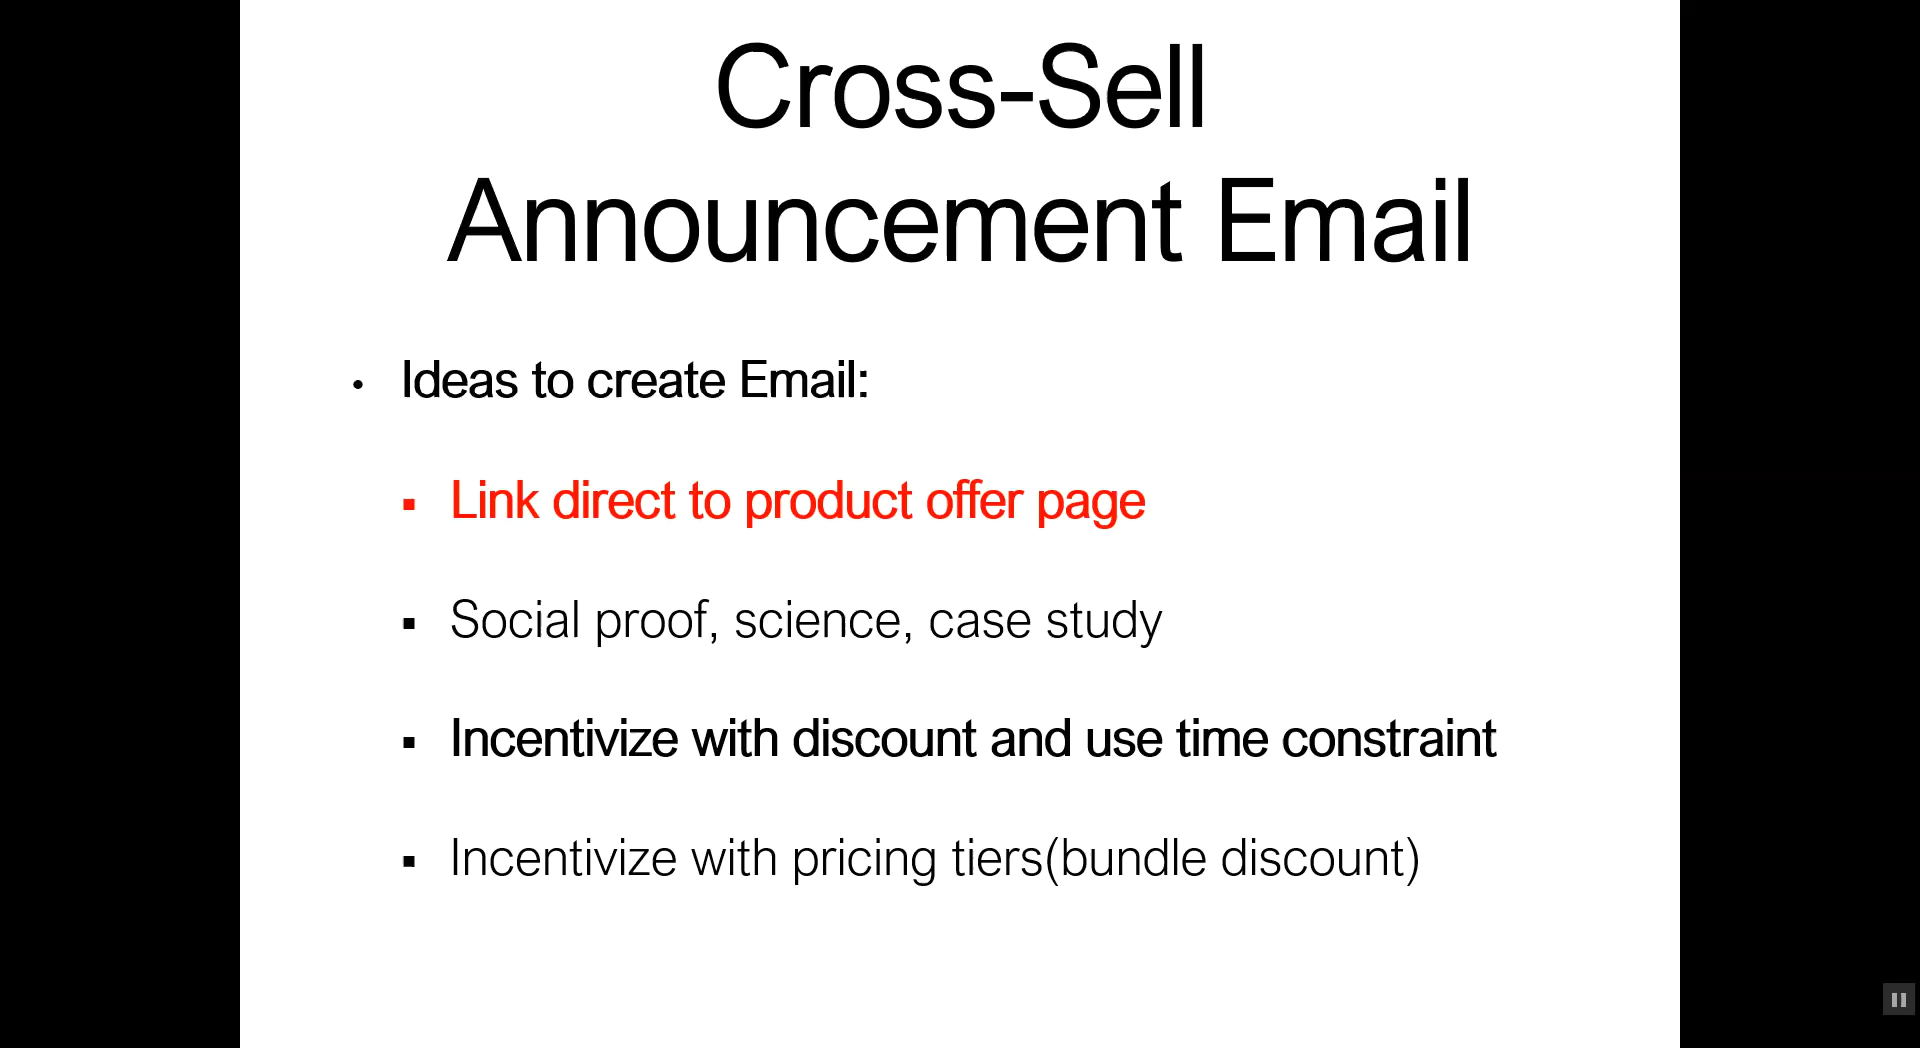 Cross-Sell
Announcement Email
• Ideas to create Email:
▪ Link direct to product offer page
▪ Social proof, science, case study
▪ Incentivize with discount and use time constraint
▪ Incentivize with pricing tiers(bundle discount)